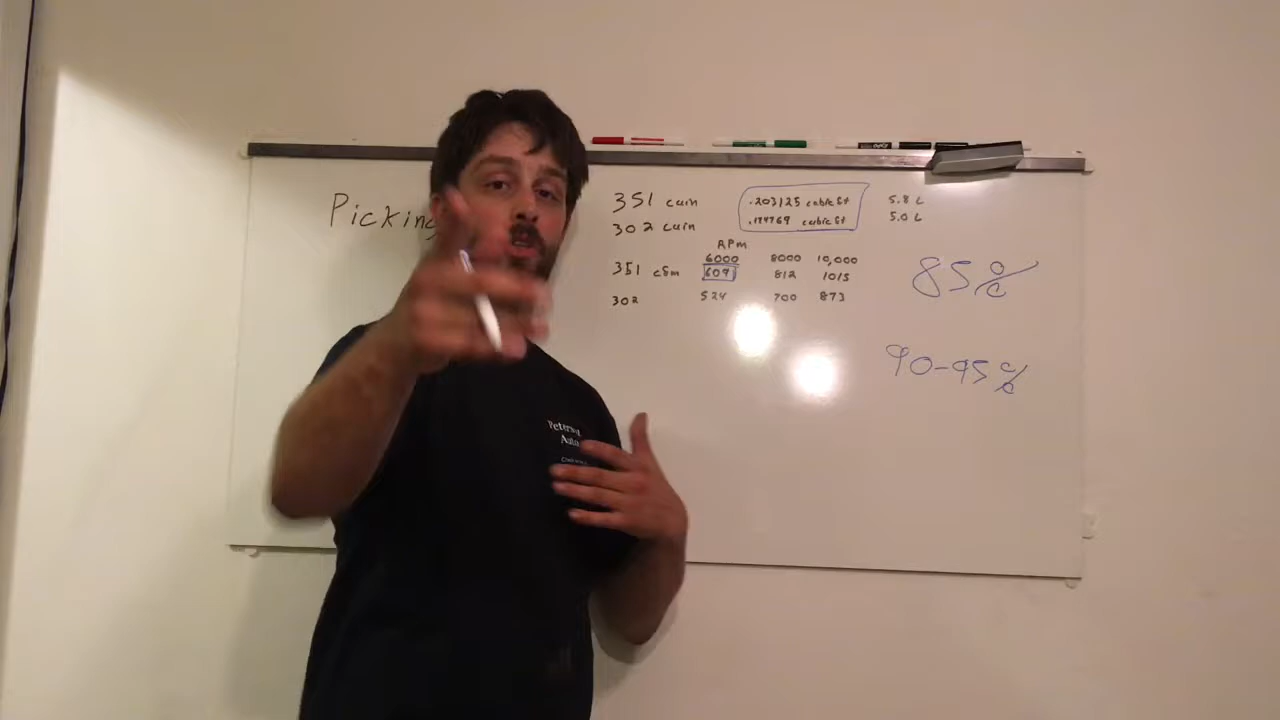 Picking
351 cuin .203125 cubic ft 5.8 L
302 cuin .174769 cubic ft 5.0 L
RPM
6000 8000 10,000
351 cfm 609 812 1015
302 524 700 873
85%
90-95%